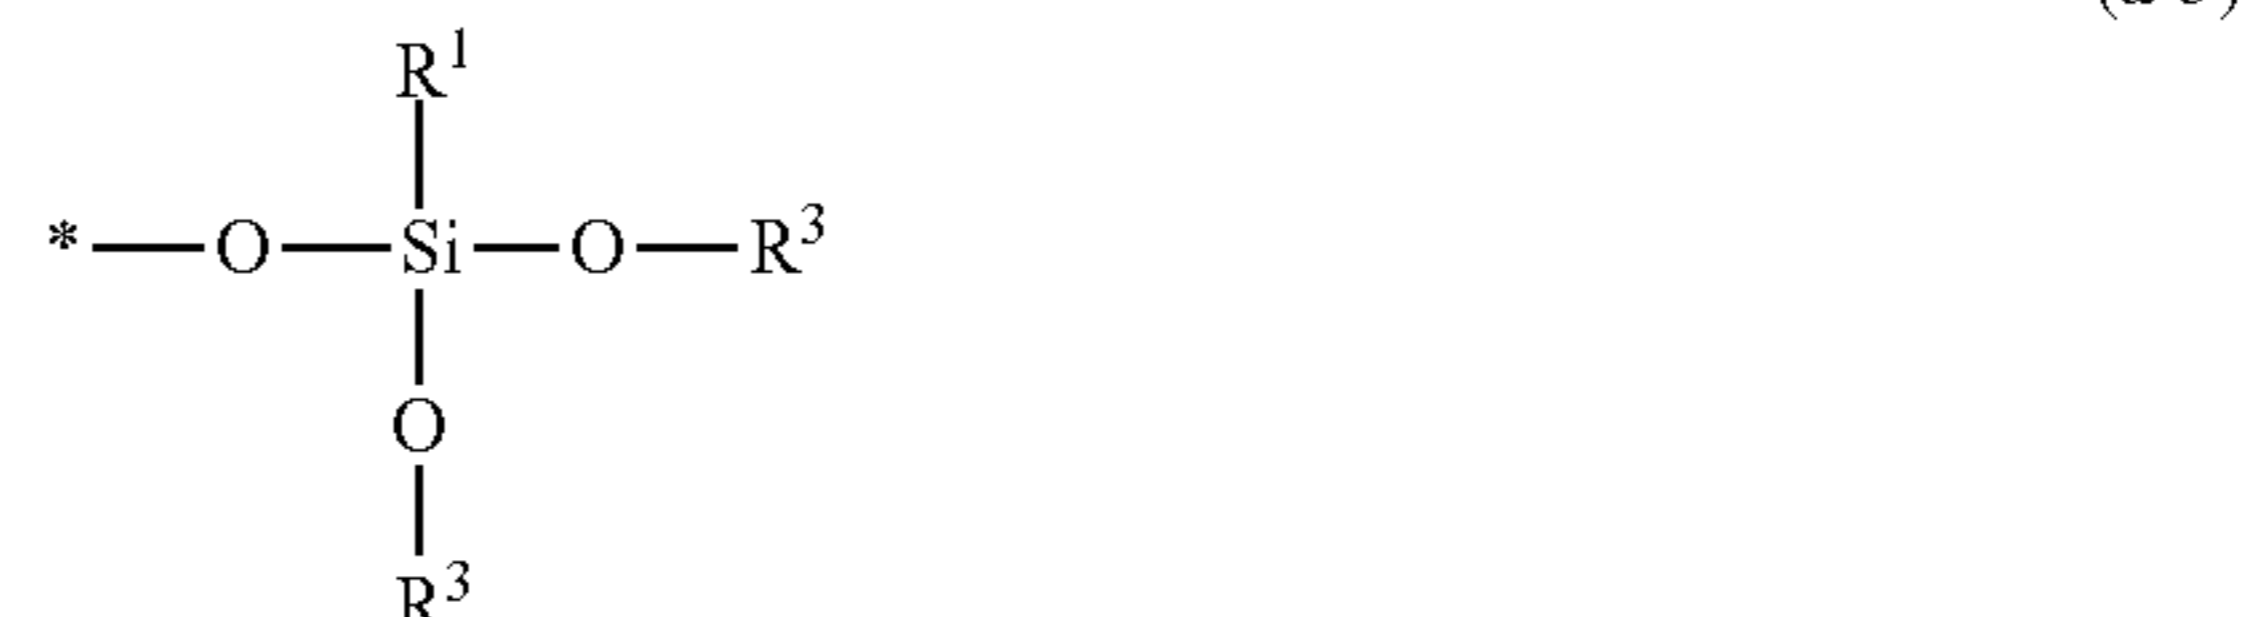 R¹
* — O — Si — O — R³
O
R³